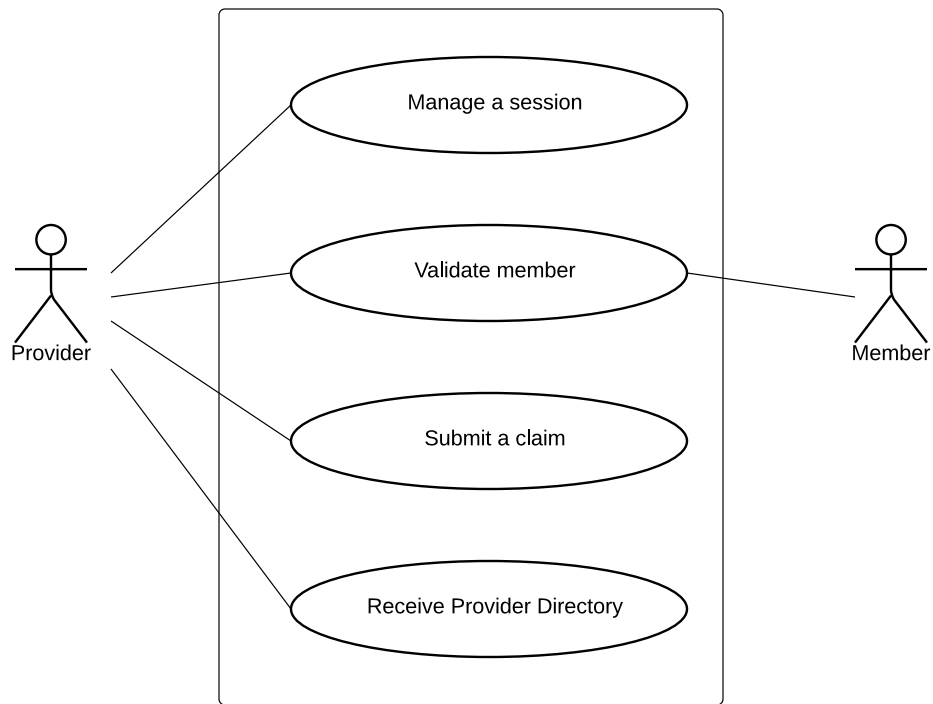 Manage a session
Validate member
Provider
Member
Submit a claim
Receive Provider Directory